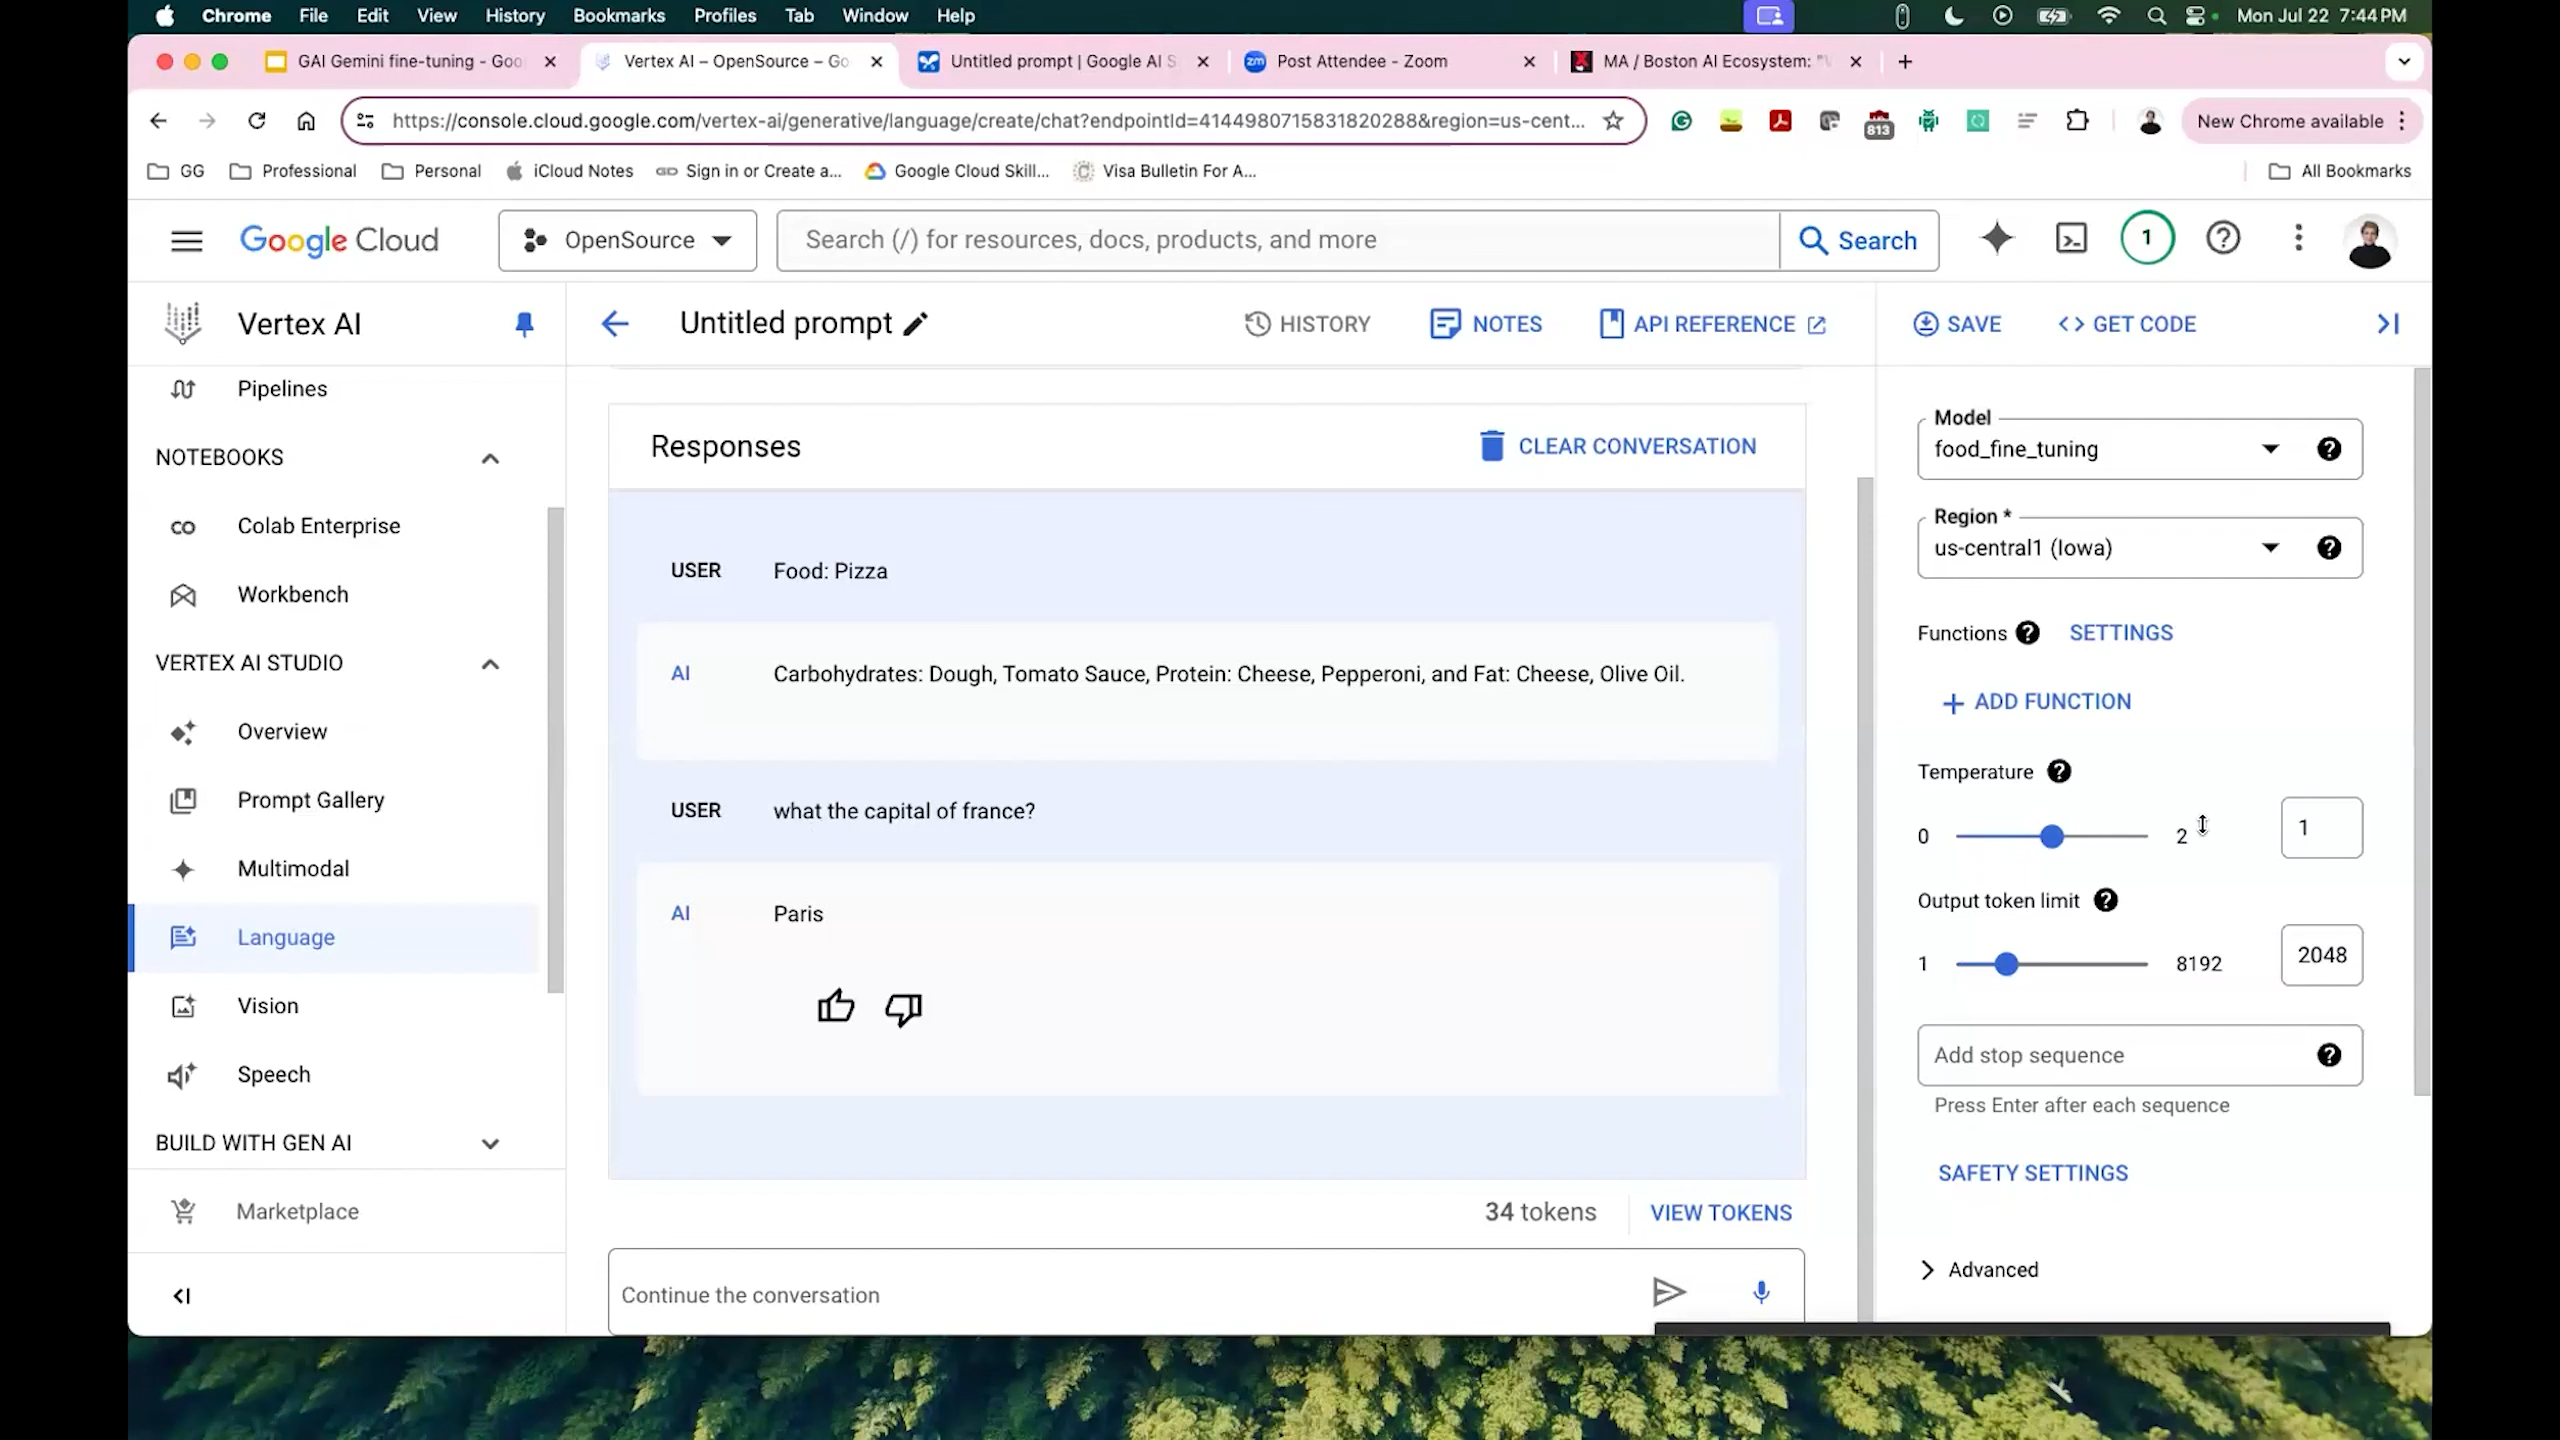 Chrome File Edit View History Bookmarks Profiles Tab Window Help Mon Jul 22 7:44 PM
GAI Gemini fine-tuning - Goo
Vertex AI – OpenSource – Go
Untitled prompt | Google AI S
zm Post Attendee - Zoom
MA / Boston AI Ecosystem: "
https://console.cloud.google.com/vertex-ai/generative/language/create/chat?endpointId=4144980715831820288&region=us-cent...
813
New Chrome available
GG Professional Personal iCloud Notes Sign in or Create a... Google Cloud Skill... Visa Bulletin For A... All Bookmarks
Google Cloud
OpenSource
Search (/) for resources, docs, products, and more
Search
1
Vertex AI
Pipelines
NOTEBOOKS
Colab Enterprise
Workbench
VERTEX AI STUDIO
Overview
Prompt Gallery
Multimodal
Language
Vision
Speech
BUILD WITH GEN AI
Marketplace
Untitled prompt
HISTORY
NOTES
API REFERENCE
SAVE
GET CODE
Responses
CLEAR CONVERSATION
USER Food: Pizza
AI Carbohydrates: Dough, Tomato Sauce, Protein: Cheese, Pepperoni, and Fat: Cheese, Olive Oil.
USER what the capital of france?
AI Paris
34 tokens
VIEW TOKENS
Continue the conversation
Model
food_fine_tuning
Region *
us-central1 (Iowa)
Functions
SETTINGS
ADD FUNCTION
Temperature
0 2 1
Output token limit
1 8192 2048
Add stop sequence
Press Enter after each sequence
SAFETY SETTINGS
Advanced